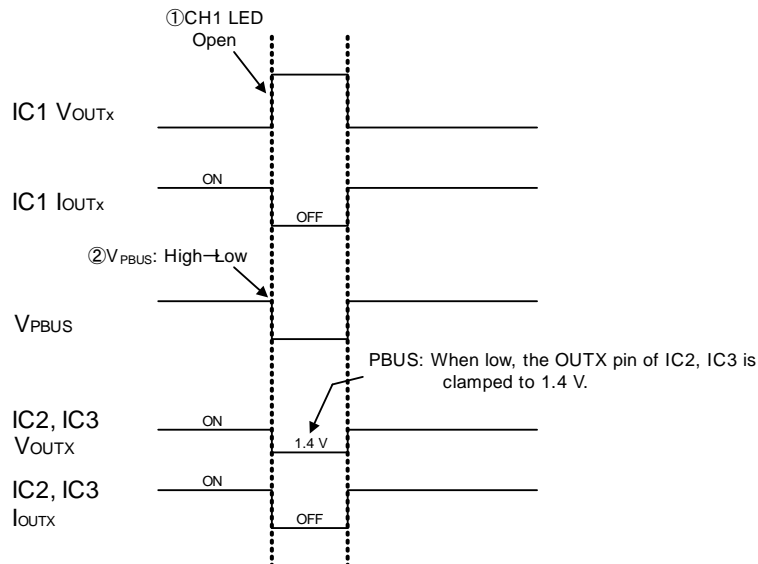 ①CH1 LED
Open
IC1 VOUTx
ON
IC1 IOUTx
OFF
②VPBUS: High→Low
VPBUS
PBUS: When low, the OUTX pin of IC2, IC3 is
clamped to 1.4 V.
IC2, IC3
VOUTX
ON
1.4 V
IC2, IC3
IOUTX
ON
OFF